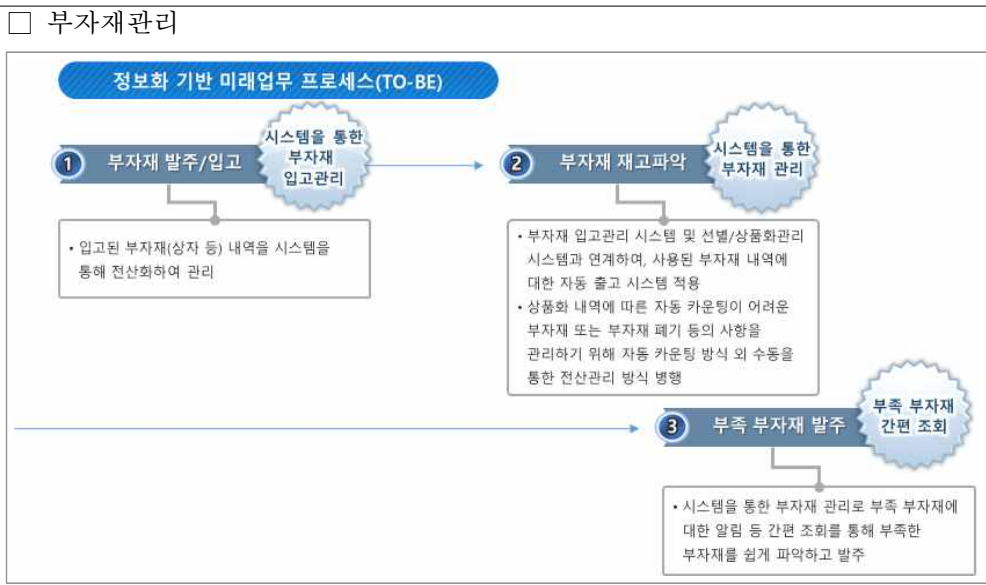 □ 부자재관리
정보화 기반 미래업무 프로세스(TO-BE)
1 부자재 발주/입고
시스템을 통한
부자재
입고관리
• 입고된 부자재(상자 등) 내역을 시스템을
통해 전산화하여 관리
2 부자재 재고파악
시스템을 통한
부자재 관리
• 부자재 입고관리 시스템 및 선별/상품화관리
시스템과 연계하여, 사용된 부자재 내역에
대한 자동 출고 시스템 적용
• 상품화 내역에 따른 자동 카운팅이 어려운
부자재 또는 부자재 폐기 등의 사항을
관리하기 위해 자동 카운팅 방식 외 수동을
통한 전산관리 방식 병행
3 부족 부자재 발주
부족 부자재
간편 조회
• 시스템을 통한 부자재 관리로 부족 부자재에
대한 알림 등 간편 조회를 통해 부족한
부자재를 쉽게 파악하고 발주